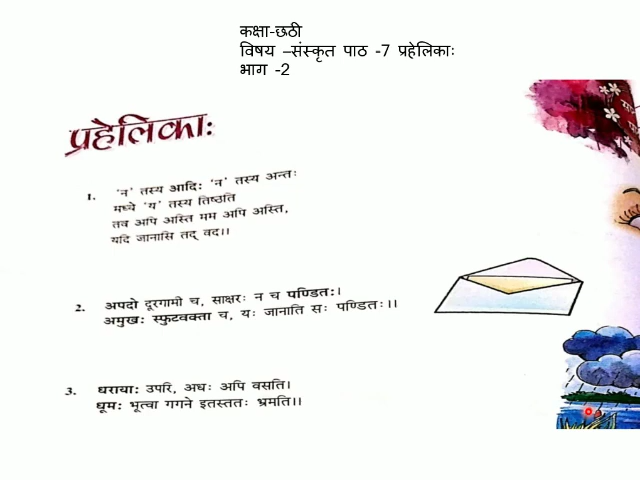 कक्षा-छठी
विषय –संस्कृत पाठ -7 प्रहेलिकाः
भाग -2
प्रहेलिकाः
1. 'न' तस्य आदिः 'न' तस्य अन्तः
मध्ये 'य' तस्य तिष्ठति
तव अपि अस्ति मम अपि अस्ति,
यदि जानासि तद् वद।।
2. अपदो दूरगामी च, साक्षरः न च पण्डितः।
अमुखः स्फुटवक्ता च, यः जानाति सः पण्डितः।।
3. धरायाः उपरि, अधः अपि वसति।
धूमः भूत्वा गगने इतस्ततः भ्रमति।।